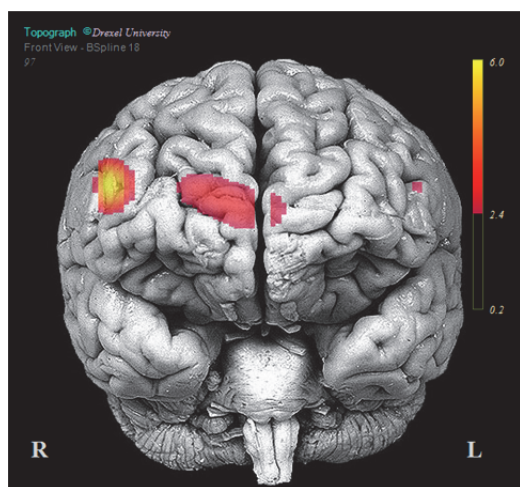 Topograph ©Drexel University
Front View - BSpline 18
97
6.0
2.4
0.2
R
L